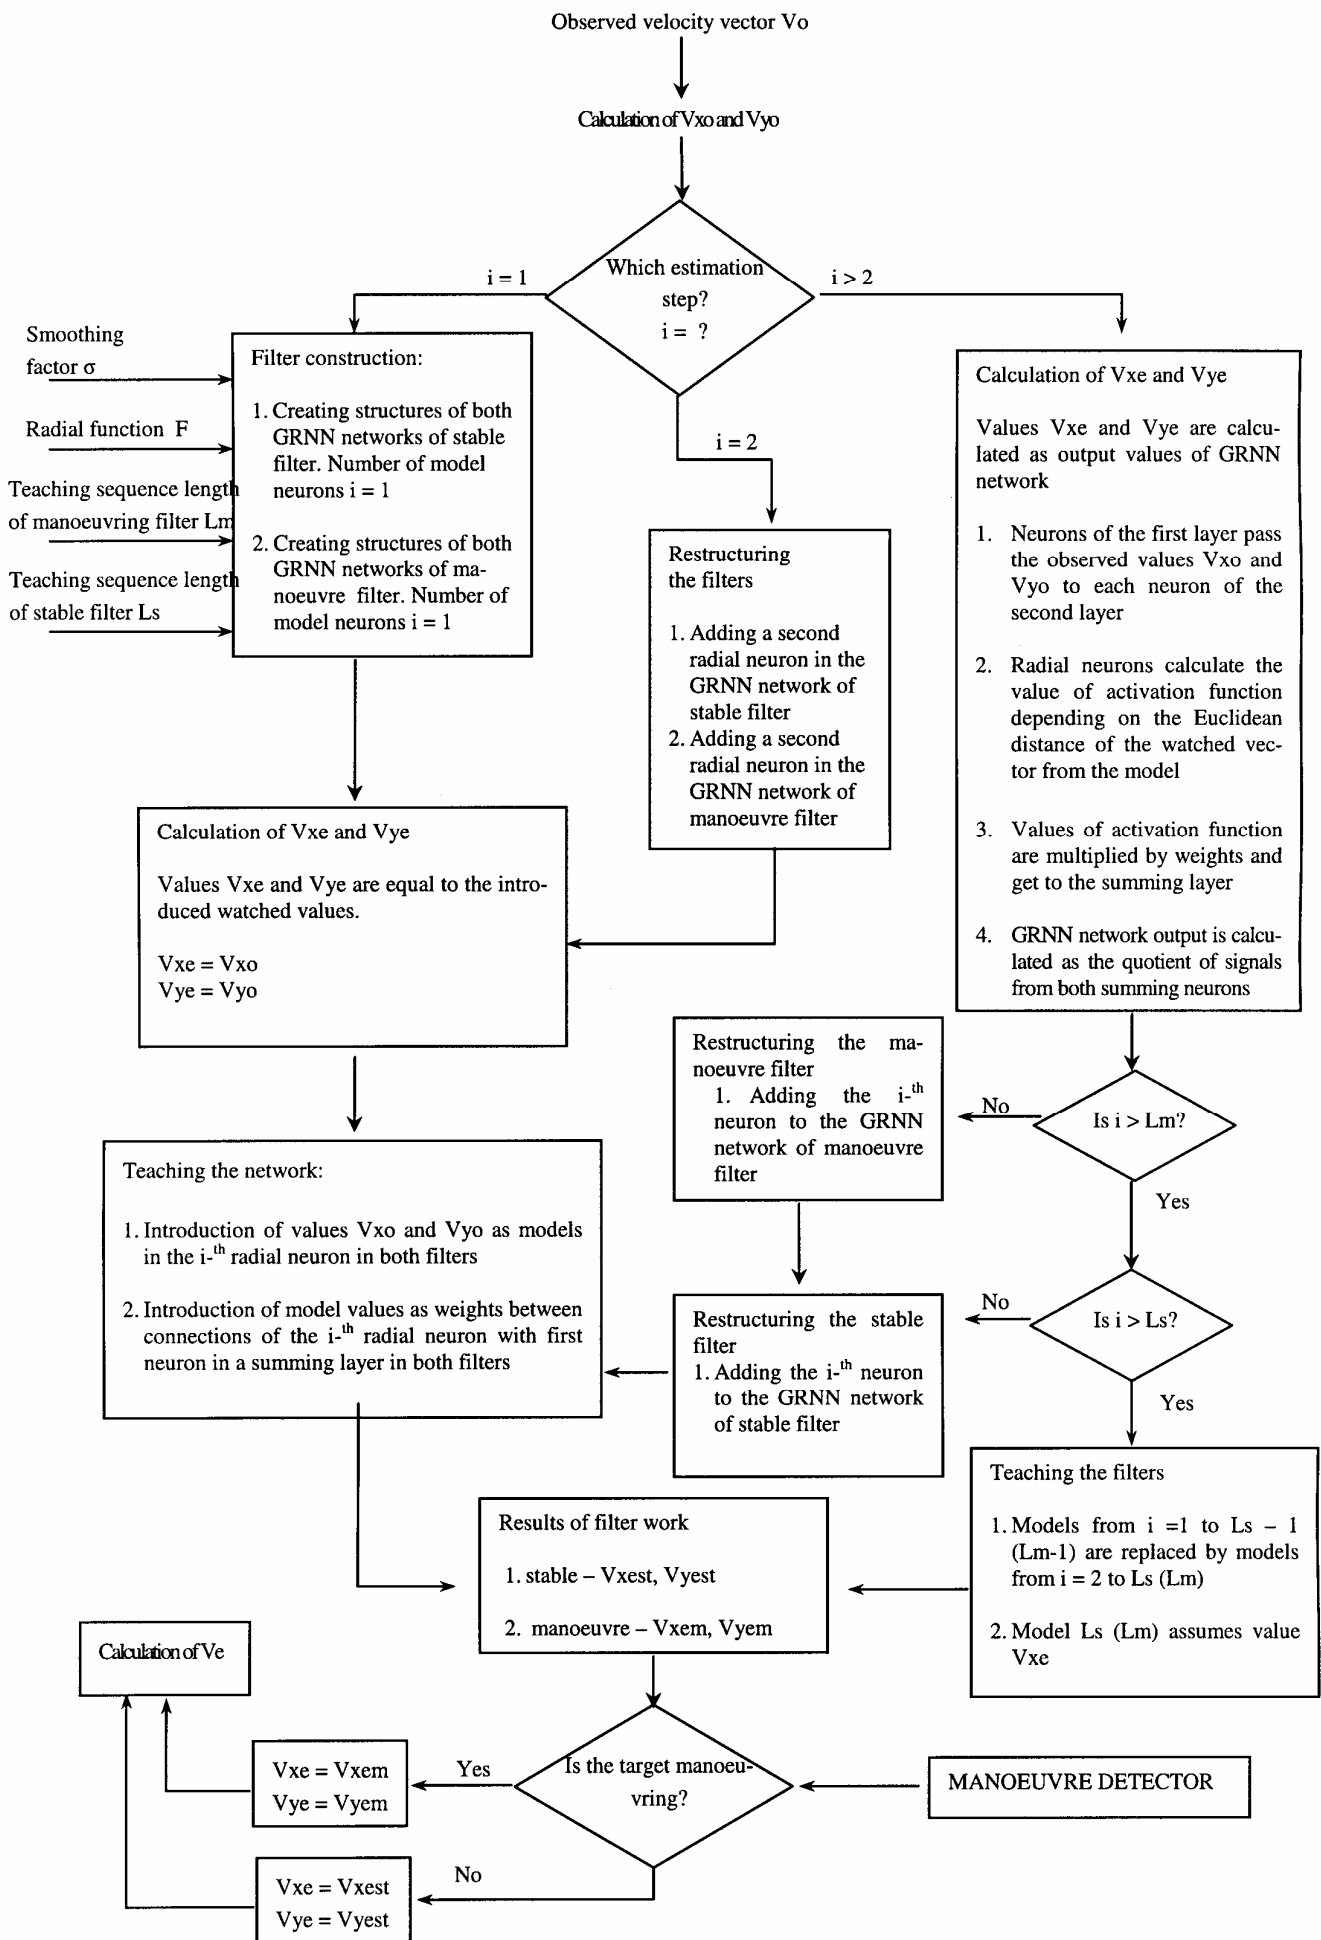 Observed velocity vector Vo
Calculation of Vxo and Vyo
Which estimation
step?
i = ?
i = 1
i > 2
i = 2
Smoothing
factor σ
Radial function F
Teaching sequence length
of manoeuvring filter Lm
Teaching sequence length
of stable filter Ls
Filter construction:
1. Creating structures of both
GRNN networks of stable
filter. Number of model
neurons i = 1
2. Creating structures of both
GRNN networks of ma-
noeuvre filter. Number of
model neurons i = 1
Restructuring
the filters
1. Adding a second
radial neuron in the
GRNN network of
stable filter
2. Adding a second
radial neuron in the
GRNN network of
manoeuvre filter
Calculation of Vxe and Vye
Values Vxe and Vye are calcu-
lated as output values of GRNN
network
1. Neurons of the first layer pass
the observed values Vxo and
Vyo to each neuron of the
second layer
2. Radial neurons calculate the
value of activation function
depending on the Euclidean
distance of the watched vec-
tor from the model
3. Values of activation function
are multiplied by weights and
get to the summing layer
4. GRNN network output is calcu-
lated as the quotient of signals
from both summing neurons
Calculation of Vxe and Vye
Values Vxe and Vye are equal to the intro-
duced watched values.
Vxe = Vxo
Vye = Vyo
Restructuring the ma-
noeuvre filter
1. Adding the i-th
neuron to the GRNN
network of manoeuvre
filter
No
Is i > Lm?
Yes
Teaching the network:
1. Introduction of values Vxo and Vyo as models
in the i-th radial neuron in both filters
2. Introduction of model values as weights between
connections of the i-th radial neuron with first
neuron in a summing layer in both filters
Restructuring the stable
filter
1. Adding the i-th neuron
to the GRNN network
of stable filter
No
Is i > Ls?
Yes
Teaching the filters
1. Models from i =1 to Ls – 1
(Lm-1) are replaced by models
from i = 2 to Ls (Lm)
2. Model Ls (Lm) assumes value
Vxe
Results of filter work
1. stable – Vxest, Vyest
2. manoeuvre – Vxem, Vyem
Calculation of Ve
Vxe = Vxem
Vye = Vyem
Yes
Is the target manoeu-
vring?
MANOEUVRE DETECTOR
No
Vxe = Vxest
Vye = Vyest